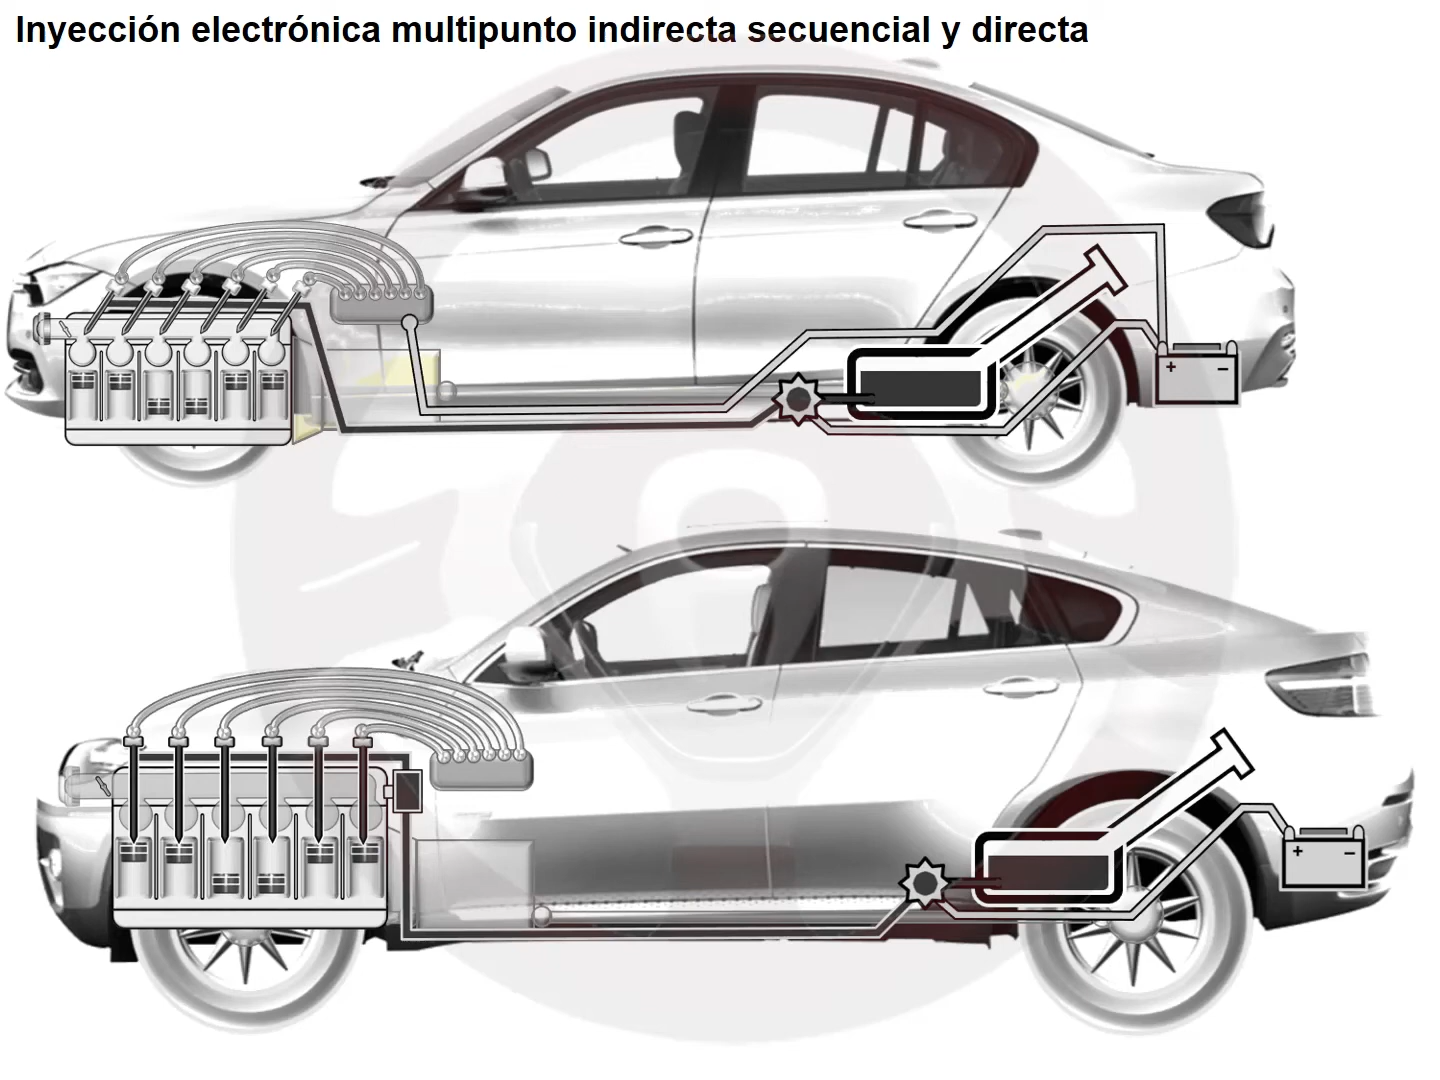 Inyección electrónica multipunto indirecta secuencial y directa
+ −
+ −